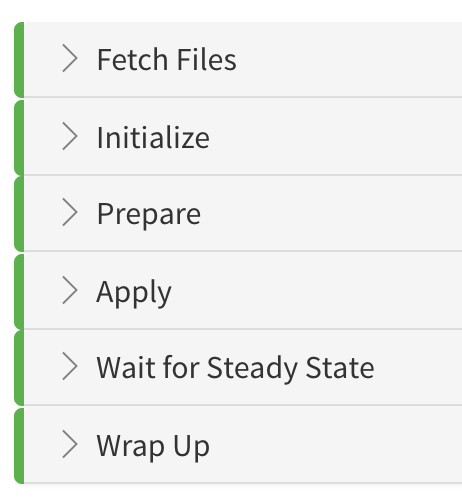 Fetch Files
Initialize
Prepare
Apply
Wait for Steady State
Wrap Up